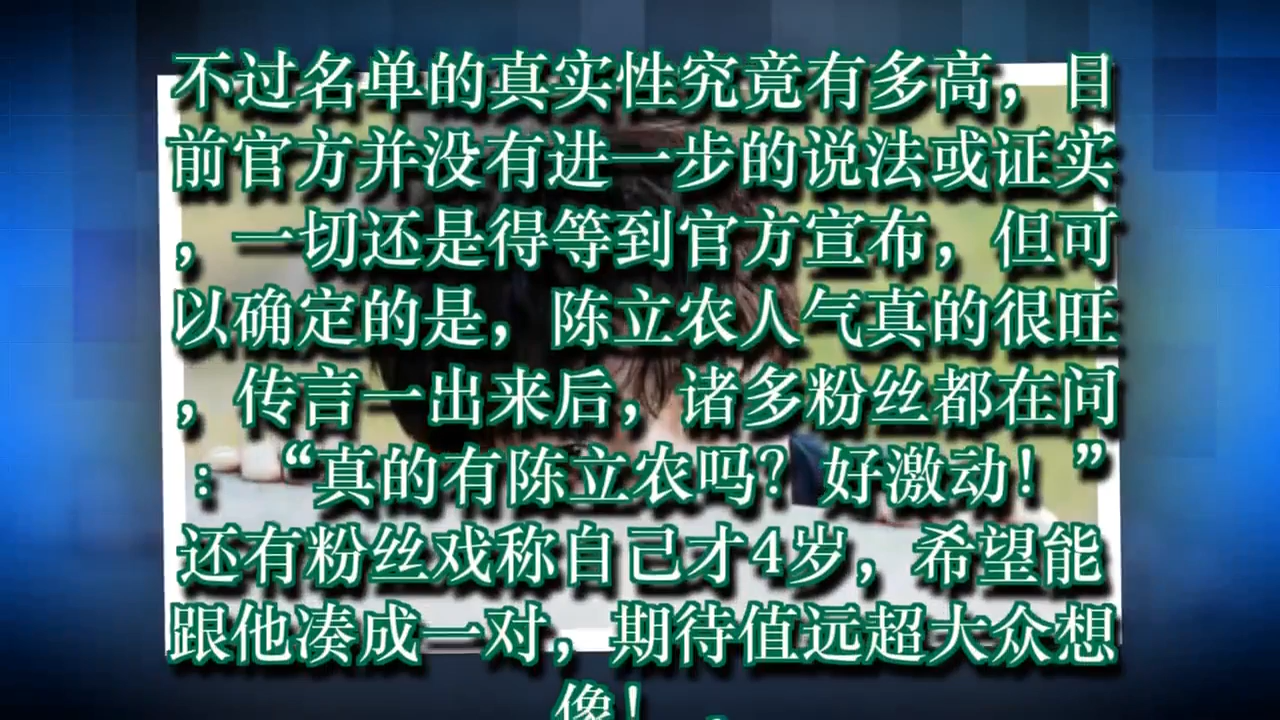 不过名单的真实性究竟有多高，目
前官方并没有进一步的说法或证实
，一切还是得等到官方宣布，但可
以确定的是，陈立农人气真的很旺
，传言一出来后，诸多粉丝都在问
：“真的有陈立农吗？好激动！”
还有粉丝戏称自己才4岁，希望能
跟他凑成一对，期待值远超大众想
像！。